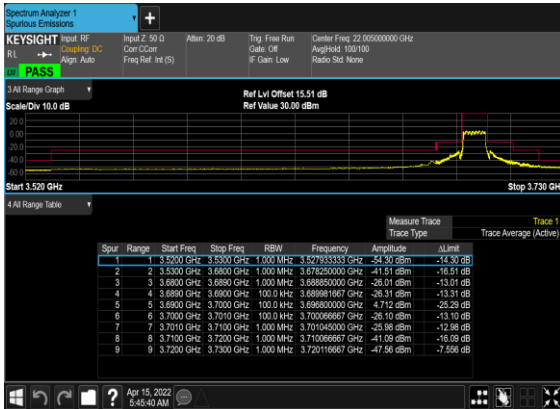 Spectrum Analyzer 1
Spurious Emissions
+
KEYSIGHT Input: RF Input Z: 50 Ω Atten: 20 dB Trig: Free Run Center Freq: 22.005000000 GHz
RL Coupling: DC Corr CCorr Gate: Off Avg|Hold: 100/100
Align: Auto Freq Ref: Int (S) IF Gain: Low Radio Std: None
PASS
3 All Range Graph Ref Lvl Offset 15.51 dB
Scale/Div 10.0 dB Ref Value 30.00 dBm
20.0
0.00
-20.0
-40.0
-60.0
Start 3.520 GHz Stop 3.730 GH
4 All Range Table
Measure Trace Trace 1
Trace Type Trace Average (Active)
Spur Range Start Freq Stop Freq RBW Frequency Amplitude ΔLimit
1 1 3.5200 GHz 3.5300 GHz 1.000 MHz 3.527933333 GHz -54.30 dBm -14.30 dB
2 2 3.5300 GHz 3.6800 GHz 1.000 MHz 3.678250000 GHz -41.51 dBm -16.51 dB
3 3 3.6800 GHz 3.6890 GHz 1.000 MHz 3.688850000 GHz -26.01 dBm -13.01 dB
4 4 3.6890 GHz 3.6900 GHz 100.0 kHz 3.689981667 GHz -26.31 dBm -13.31 dB
5 5 3.6900 GHz 3.7000 GHz 100.0 kHz 3.696800000 GHz 4.712 dBm -25.29 dB
6 6 3.7000 GHz 3.7010 GHz 100.0 kHz 3.700066667 GHz -26.10 dBm -13.10 dB
7 7 3.7010 GHz 3.7100 GHz 1.000 MHz 3.701045000 GHz -25.98 dBm -12.98 dB
8 8 3.7100 GHz 3.7200 GHz 1.000 MHz 3.710066667 GHz -41.09 dBm -16.09 dB
9 9 3.7200 GHz 3.7300 GHz 1.000 MHz 3.720116667 GHz -47.56 dBm -7.556 dB
? Apr 15, 2022
5:45:40 AM